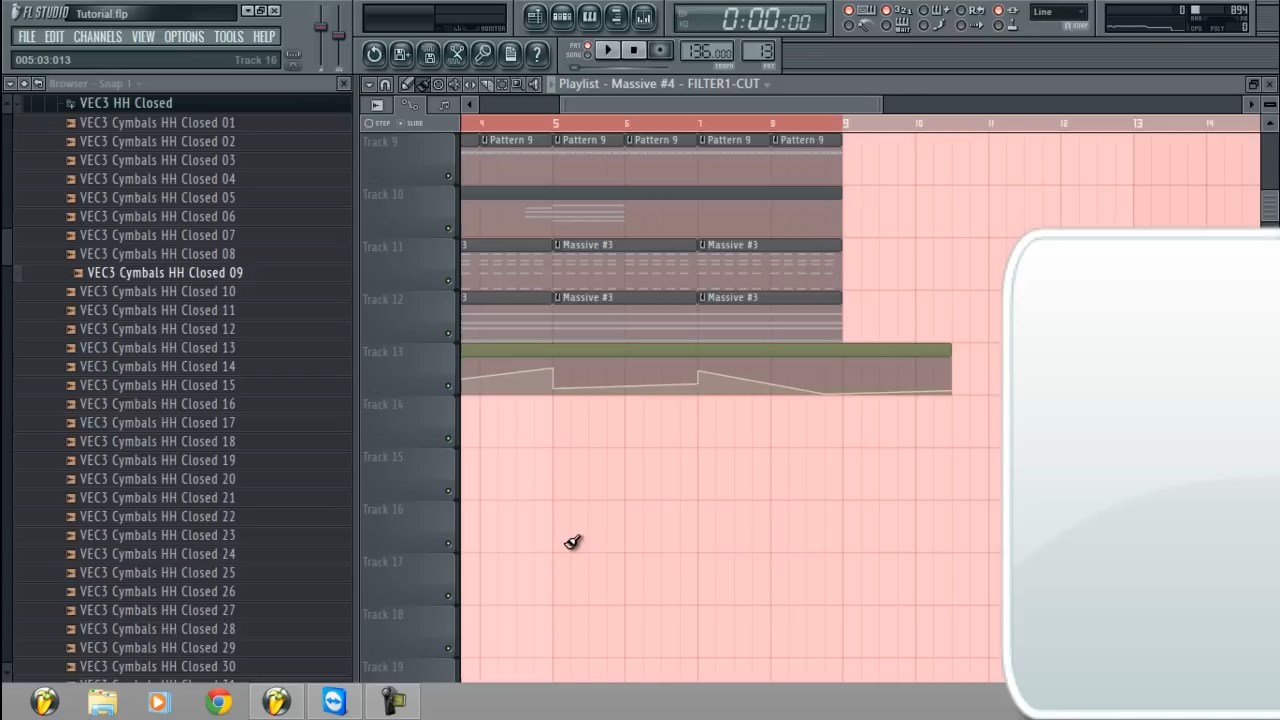 FL STUDIO
Tutorial.flp
FILE EDIT CHANNELS VIEW OPTIONS TOOLS HELP
005:03:013 Track 16
MONITOR
0:00:00
Line
0 894
PAT
SONG
136.000
TEMPO
13
PAT
Browser - Snap 1
Playlist - Massive #4 - FILTER1-CUT
STEP SLIDE
4 5 6 7 8 9 10 11 12 13 14
VEC3 HH Closed
VEC3 Cymbals HH Closed 01
VEC3 Cymbals HH Closed 02
VEC3 Cymbals HH Closed 03
VEC3 Cymbals HH Closed 04
VEC3 Cymbals HH Closed 05
VEC3 Cymbals HH Closed 06
VEC3 Cymbals HH Closed 07
VEC3 Cymbals HH Closed 08
VEC3 Cymbals HH Closed 09
VEC3 Cymbals HH Closed 10
VEC3 Cymbals HH Closed 11
VEC3 Cymbals HH Closed 12
VEC3 Cymbals HH Closed 13
VEC3 Cymbals HH Closed 14
VEC3 Cymbals HH Closed 15
VEC3 Cymbals HH Closed 16
VEC3 Cymbals HH Closed 17
VEC3 Cymbals HH Closed 18
VEC3 Cymbals HH Closed 19
VEC3 Cymbals HH Closed 20
VEC3 Cymbals HH Closed 21
VEC3 Cymbals HH Closed 22
VEC3 Cymbals HH Closed 23
VEC3 Cymbals HH Closed 24
VEC3 Cymbals HH Closed 25
VEC3 Cymbals HH Closed 26
VEC3 Cymbals HH Closed 27
VEC3 Cymbals HH Closed 28
VEC3 Cymbals HH Closed 29
VEC3 Cymbals HH Closed 30
Track 9 Pattern 9 Pattern 9 Pattern 9 Pattern 9 Pattern 9
Track 10
Track 11 3 Massive #3 Massive #3
Track 12 3 Massive #3 Massive #3
Track 13
Track 14
Track 15
Track 16
Track 17
Track 18
Track 19